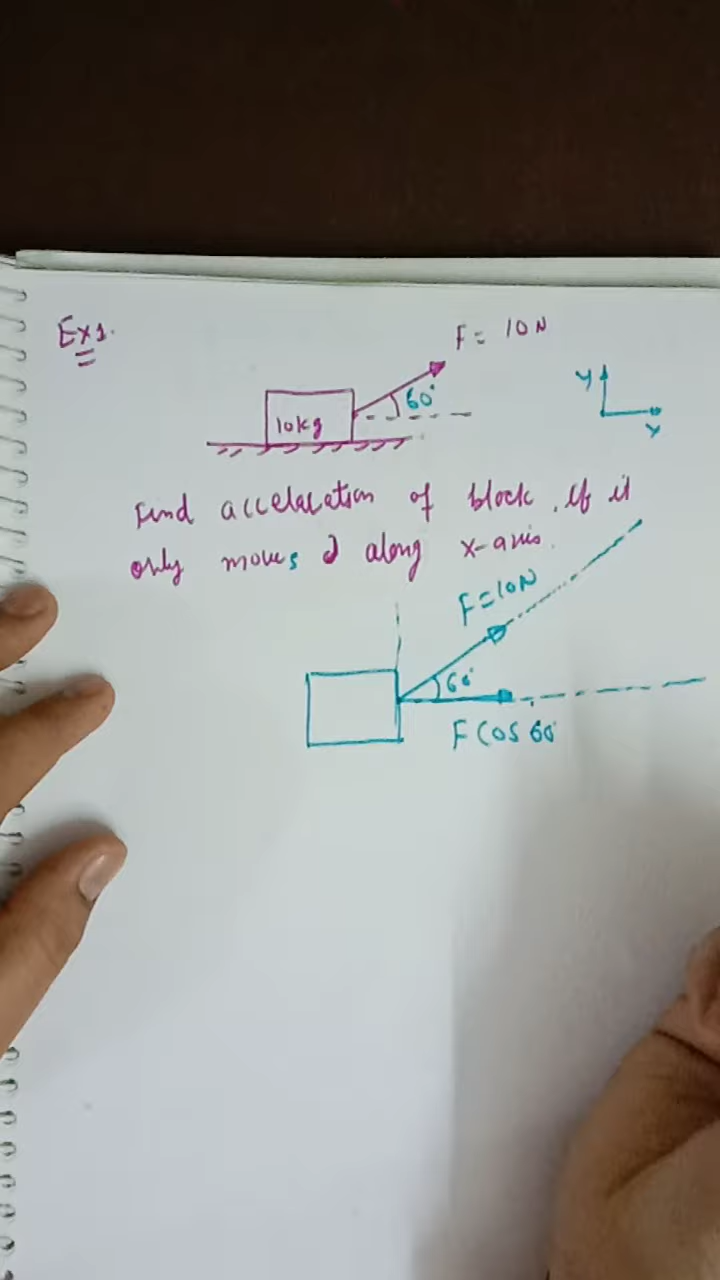 Ex1.
F = 10N
60°
10kg
y
x
Find accelaration of block, if it
only moves along x-axis.
F=10N
60°
F Cos 60°